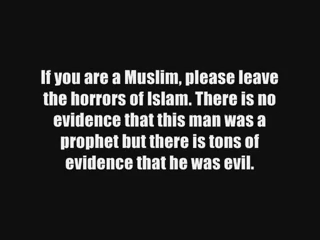 If you are a Muslim, please leave
the horrors of Islam. There is no
evidence that this man was a
prophet but there is tons of
evidence that he was evil.